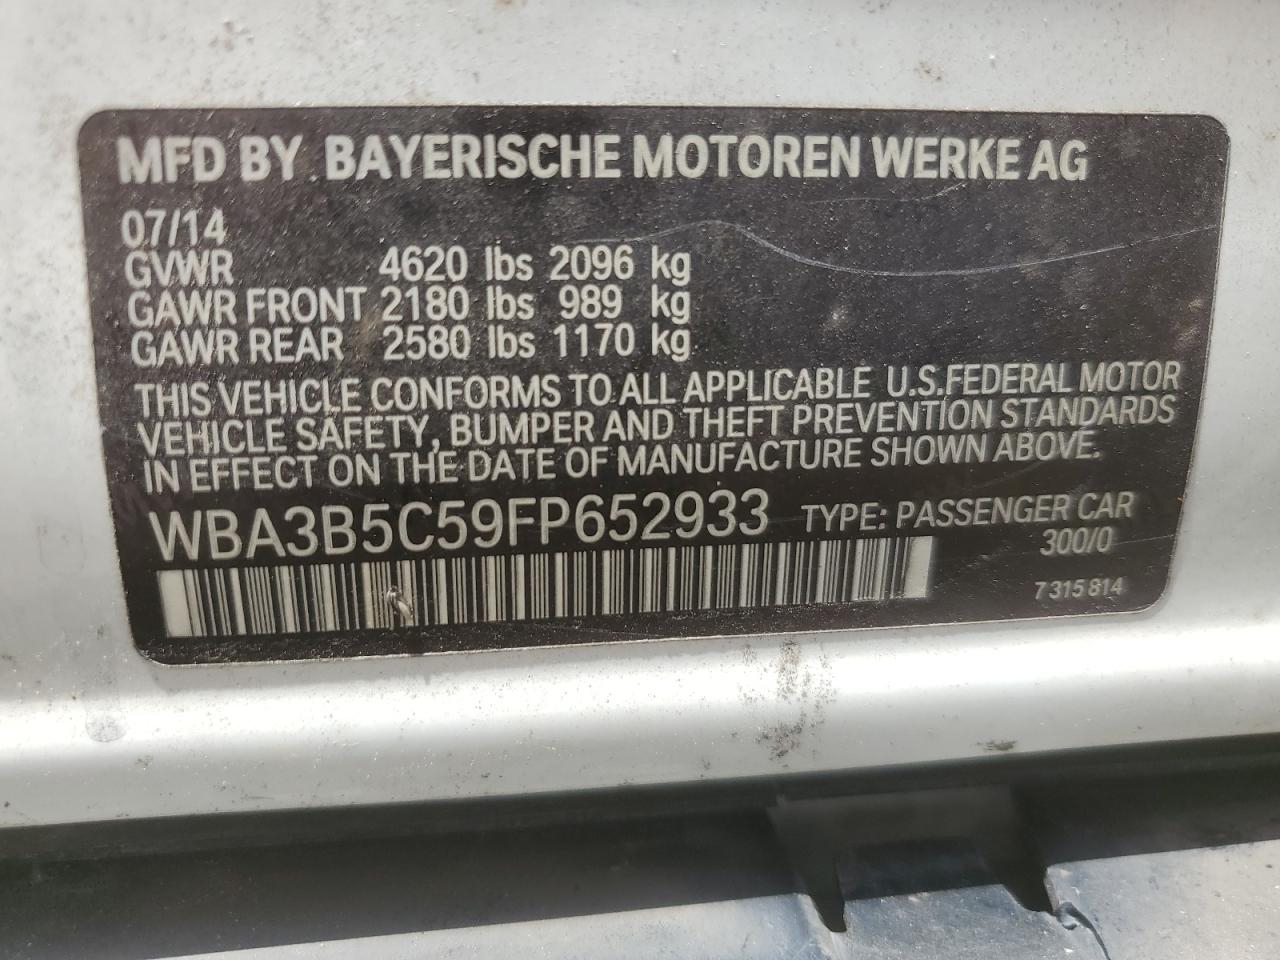 MFD BY BAYERISCHE MOTOREN WERKE AG
07/14
GVWR 4620 lbs 2096 kg
GAWR FRONT 2180 lbs 989 kg
GAWR REAR 2580 lbs 1170 kg
THIS VEHICLE CONFORMS TO ALL APPLICABLE U.S.FEDERAL MOTOR
VEHICLE SAFETY, BUMPER AND THEFT PREVENTION STANDARDS
IN EFFECT ON THE DATE OF MANUFACTURE SHOWN ABOVE.
WBA3B5C59FP652933 TYPE: PASSENGER CAR
300/0
7 315 814